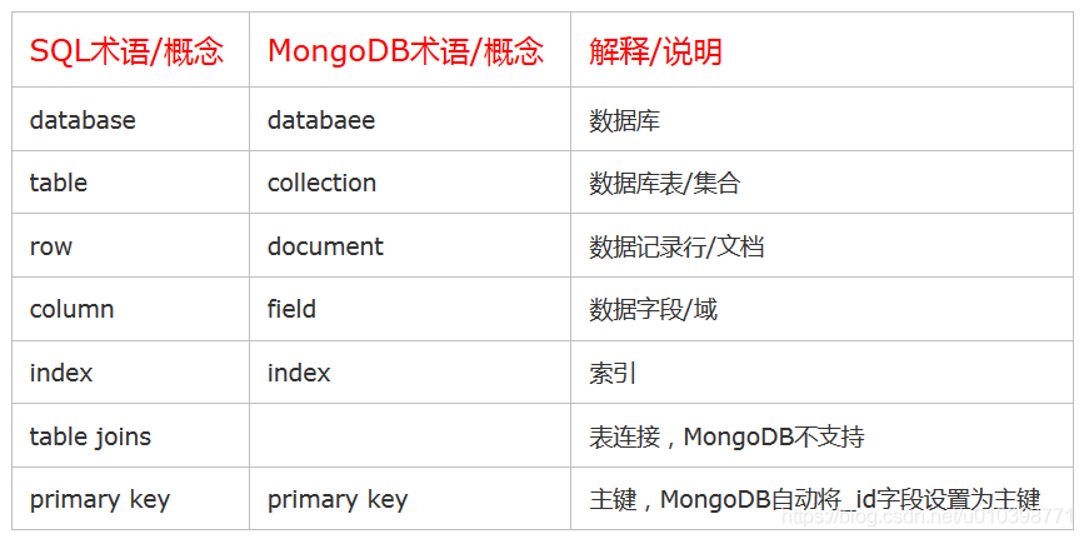 SQL术语/概念 MongoDB术语/概念 解释/说明
database databaee 数据库
table collection 数据库表/集合
row document 数据记录行/文档
column field 数据字段/域
index index 索引
table joins 表连接，MongoDB不支持
primary key primary key 主键，MongoDB自动将_id字段设置为主键
https://blog.csdn.net/u010398771